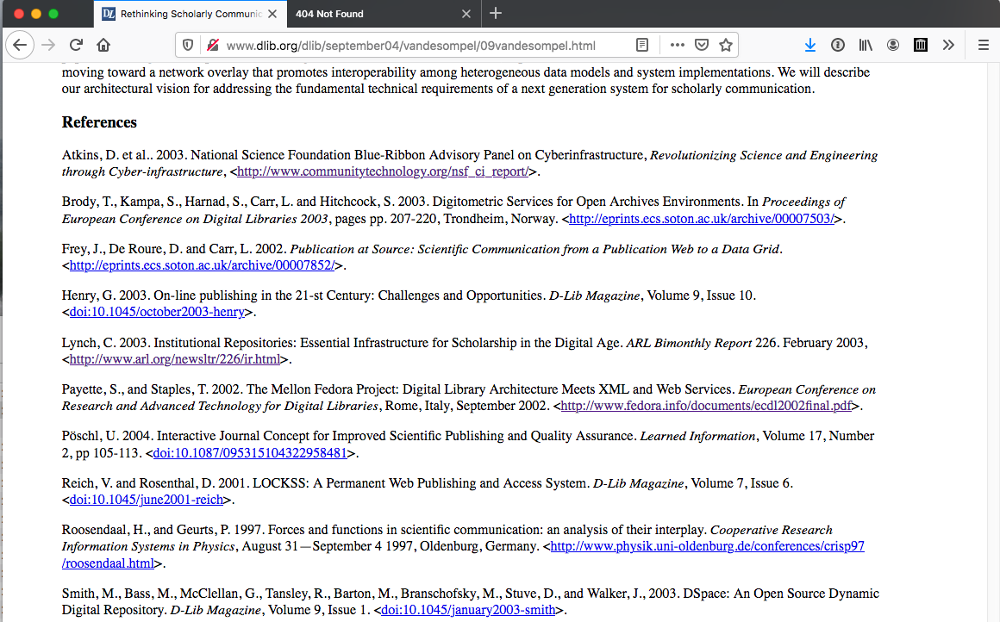 Rethinking Scholarly Communic
404 Not Found
www.dlib.org/dlib/september04/vandesompel/09vandesompel.html
moving toward a network overlay that promotes interoperability among heterogeneous data models and system implementations. We will describe
our architectural vision for addressing the fundamental technical requirements of a next generation system for scholarly communication.
References
Atkins, D. et al.. 2003. National Science Foundation Blue-Ribbon Advisory Panel on Cyberinfrastructure, Revolutionizing Science and Engineering
through Cyber-infrastructure, <http://www.communitytechnology.org/nsf_ci_report/>.
Brody, T., Kampa, S., Harnad, S., Carr, L. and Hitchcock, S. 2003. Digitometric Services for Open Archives Environments. In Proceedings of
European Conference on Digital Libraries 2003, pages pp. 207-220, Trondheim, Norway. <http://eprints.ecs.soton.ac.uk/archive/00007503/>.
Frey, J., De Roure, D. and Carr, L. 2002. Publication at Source: Scientific Communication from a Publication Web to a Data Grid.
<http://eprints.ecs.soton.ac.uk/archive/00007852/>.
Henry, G. 2003. On-line publishing in the 21-st Century: Challenges and Opportunities. D-Lib Magazine, Volume 9, Issue 10.
<doi:10.1045/october2003-henry>.
Lynch, C. 2003. Institutional Repositories: Essential Infrastructure for Scholarship in the Digital Age. ARL Bimonthly Report 226. February 2003,
<http://www.arl.org/newsltr/226/ir.html>.
Payette, S., and Staples, T. 2002. The Mellon Fedora Project: Digital Library Architecture Meets XML and Web Services. European Conference on
Research and Advanced Technology for Digital Libraries, Rome, Italy, September 2002. <http://www.fedora.info/documents/ecdl2002final.pdf>.
Pöschl, U. 2004. Interactive Journal Concept for Improved Scientific Publishing and Quality Assurance. Learned Information, Volume 17, Number
2, pp 105-113. <doi:10.1087/095315104322958481>.
Reich, V. and Rosenthal, D. 2001. LOCKSS: A Permanent Web Publishing and Access System. D-Lib Magazine, Volume 7, Issue 6.
<doi:10.1045/june2001-reich>.
Roosendaal, H., and Geurts, P. 1997. Forces and functions in scientific communication: an analysis of their interplay. Cooperative Research
Information Systems in Physics, August 31—September 4 1997, Oldenburg, Germany. <http://www.physik.uni-oldenburg.de/conferences/crisp97
/roosendaal.html>.
Smith, M., Bass, M., McClellan, G., Tansley, R., Barton, M., Branschofsky, M., Stuve, D., and Walker, J., 2003. DSpace: An Open Source Dynamic
Digital Repository. D-Lib Magazine, Volume 9, Issue 1. <doi:10.1045/january2003-smith>.